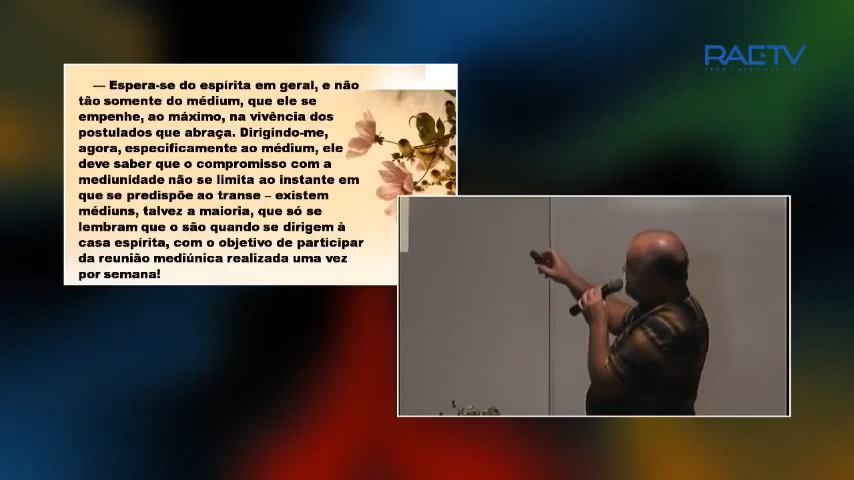 RAETV
— Espera-se do espírita em geral, e não
tão somente do médium, que ele se
empenhe, ao máximo, na vivência dos
postulados que abraça. Dirigindo-me,
agora, especificamente ao médium, ele
deve saber que o compromisso com a
mediunidade não se limita ao instante em
que se predispõe ao transe – existem
médiuns, talvez a maioria, que só se
lembram que o são quando se dirigem à
casa espírita, com o objetivo de participar
da reunião mediúnica realizada uma vez
por semana!